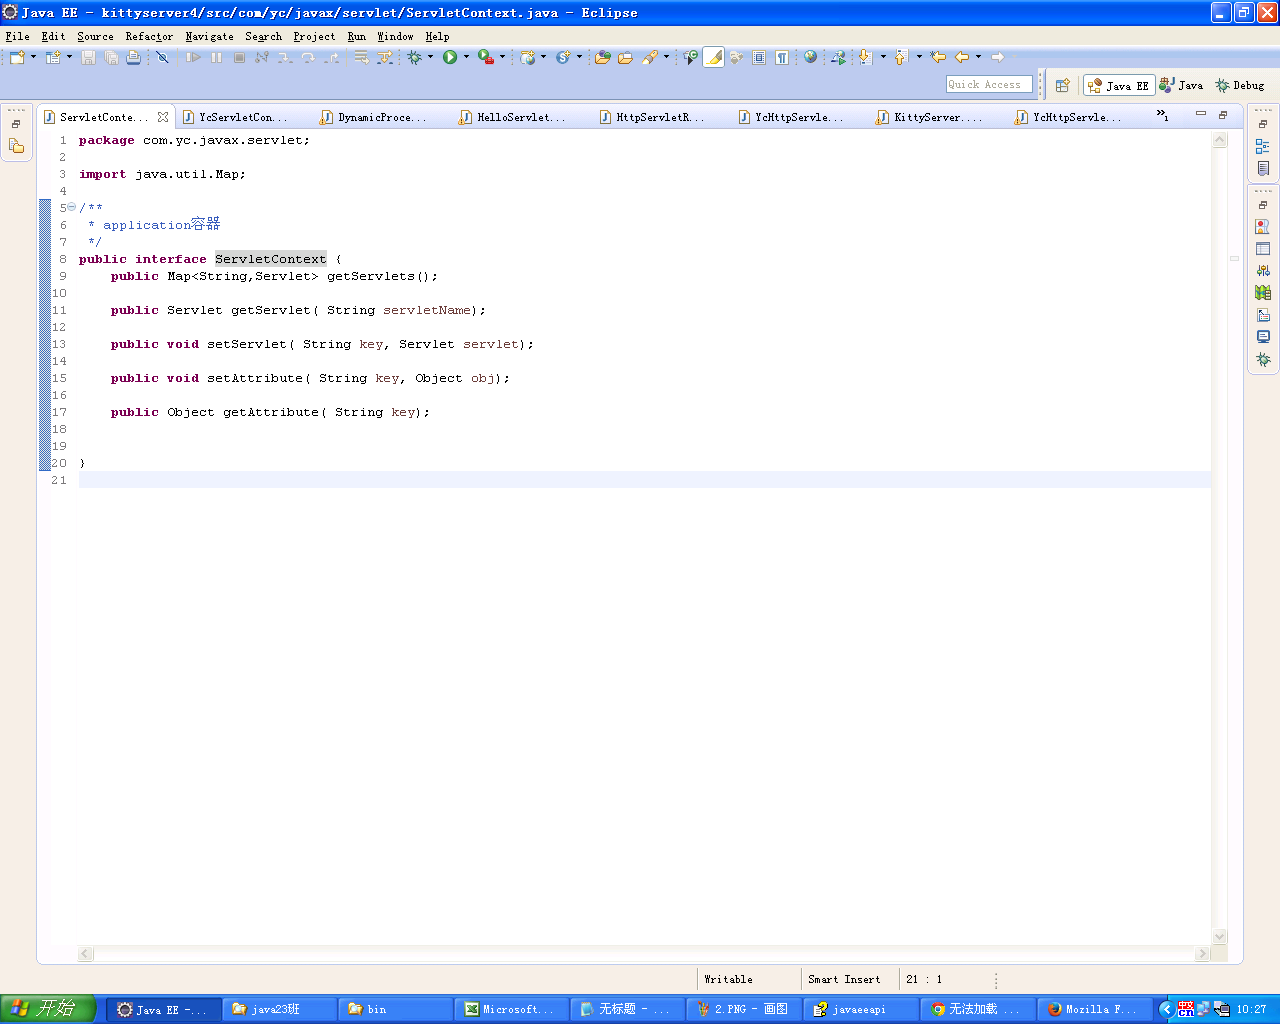 Java EE - kittyserver4/src/com/yc/javax/servlet/ServletContext.java - Eclipse
File Edit Source Refactor Navigate Search Project Run Window Help
Quick Access
Java EE
Java
Debug
ServletConte...
YcServletCon...
DynamicProce...
HelloServlet...
HttpServletR...
YcHttpServle...
KittyServer....
YcHttpServle...
»1
1 package com.yc.javax.servlet;
2
3 import java.util.Map;
4
5 /**
6 * application容器
7 */
8 public interface ServletContext {
9 public Map<String,Servlet> getServlets();
10
11 public Servlet getServlet( String servletName);
12
13 public void setServlet( String key, Servlet servlet);
14
15 public void setAttribute( String key, Object obj);
16
17 public Object getAttribute( String key);
18
19
20 }
21
Writable
Smart Insert
21 : 1
开始
Java EE -...
java23班
bin
Microsoft...
无标题 - ...
2.PNG - 画图
javaeeapi
无法加载 ...
Mozilla F...
10:27